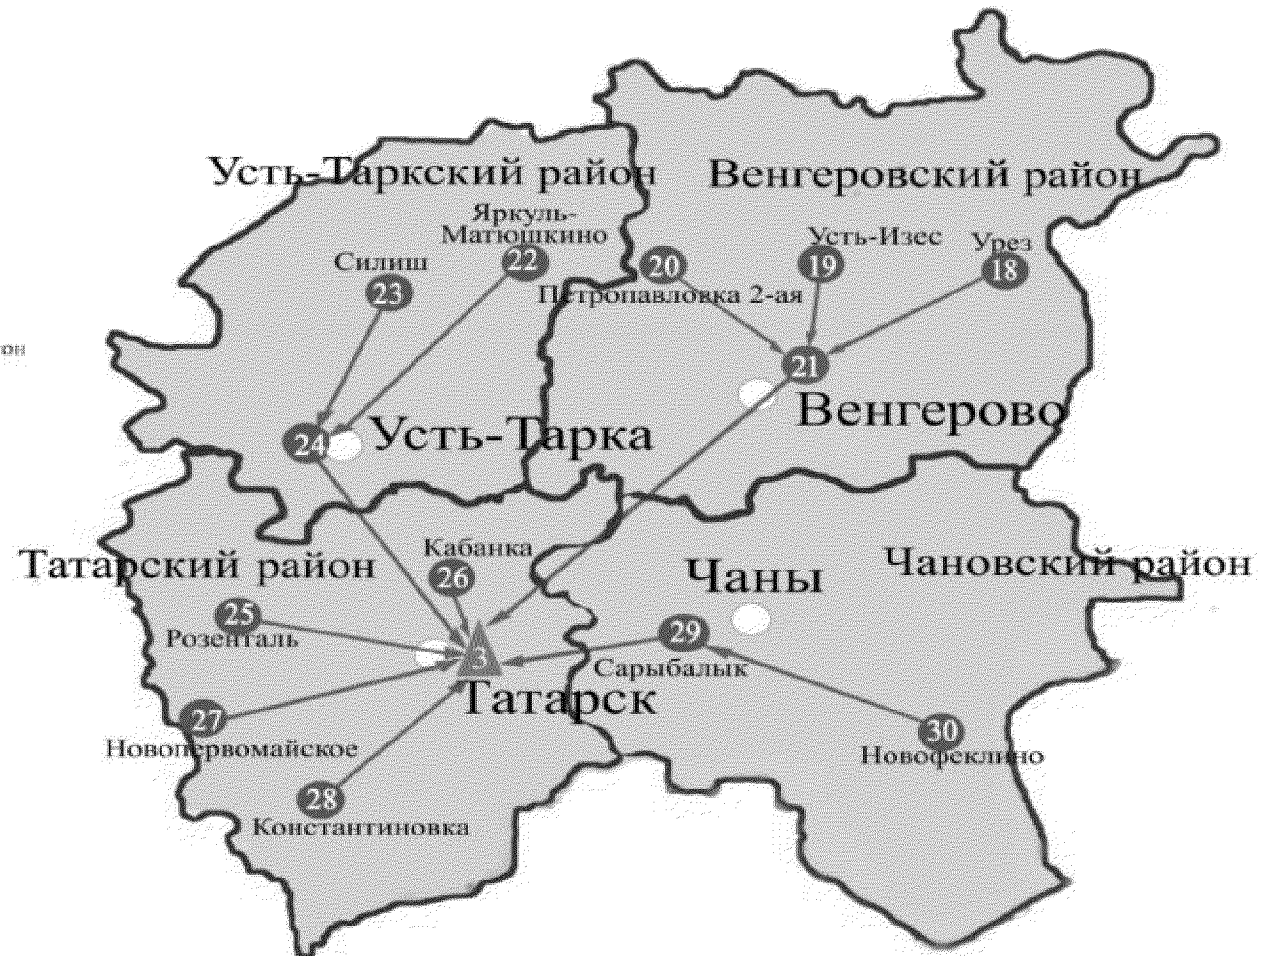 Усть-Таркский район
Венгеровский район
Яркуль-
Матюшкино
Усть-Изес
Урез
Силиш
22
20
19
18
23
Петропавловка 2-ая
он
21
Венгерово
24
Усть-Тарка
Кабанка
Татарский район
Чановский район
26
Чаны
25
Розенталь
29
3
Сарыбалык
Татарск
27
30
Новопервомайское
Новофеклино
28
Константиновка